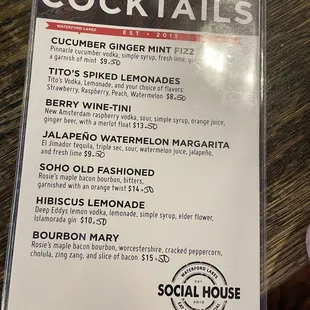 COCKTAILS
WATERFORD LAKES
EST • 2015
CUCUMBER GINGER MINT FIZZ
Pinnacle cucumber vodka, simple syrup, fresh lime,
a garnish of mint $9.50
TITO'S SPIKED LEMONADES
Tito's Vodka, Lemonade, and your choice of flavors:
Strawberry, Raspberry, Peach, Watermelon $8.50
BERRY WINE-TINI
New Amsterdam raspberry vodka, sour, simple syrup, orange juice,
ginger beer, with a merlot float $13.50
JALAPEÑO WATERMELON MARGARITA
El Jimador tequila, triple sec, sour, watermelon juice, jalapeño,
and fresh lime $9.50
SOHO OLD FASHIONED
Rosie's maple bacon bourbon, bitters,
garnished with an orange twist $14.50
HIBISCUS LEMONADE
Deep Eddys lemon vodka, lemonade, simple syrup, elder flower,
Islamorada gin $10.50
BOURBON MARY
Rosie's maple bacon bourbon, worcestershire, cracked peppercorn,
cholula, zing zang, and slice of bacon $15.50
WATERFORD LAKES
EST.
SOCIAL HOUSE
2015